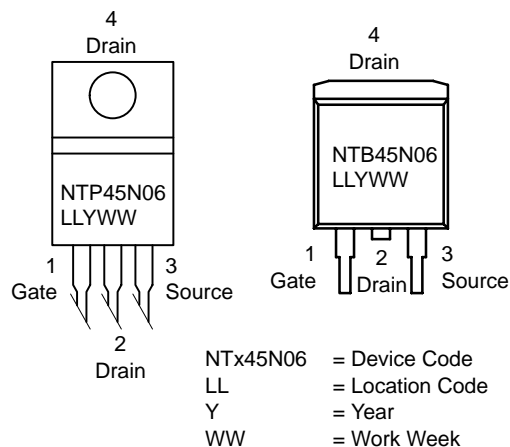 4
Drain
NTP45N06
LLYWW
1
Gate
3
Source
2
Drain
4
Drain
NTB45N06
LLYWW
1
Gate
2
Drain
3
Source
NTx45N06 = Device Code
LL = Location Code
Y = Year
WW = Work Week